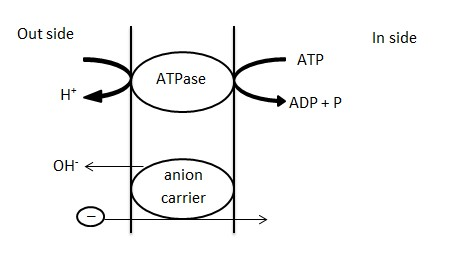 Out side
In side
ATP
ATPase
H⁺
ADP + P
OH⁻
anion
carrier
−